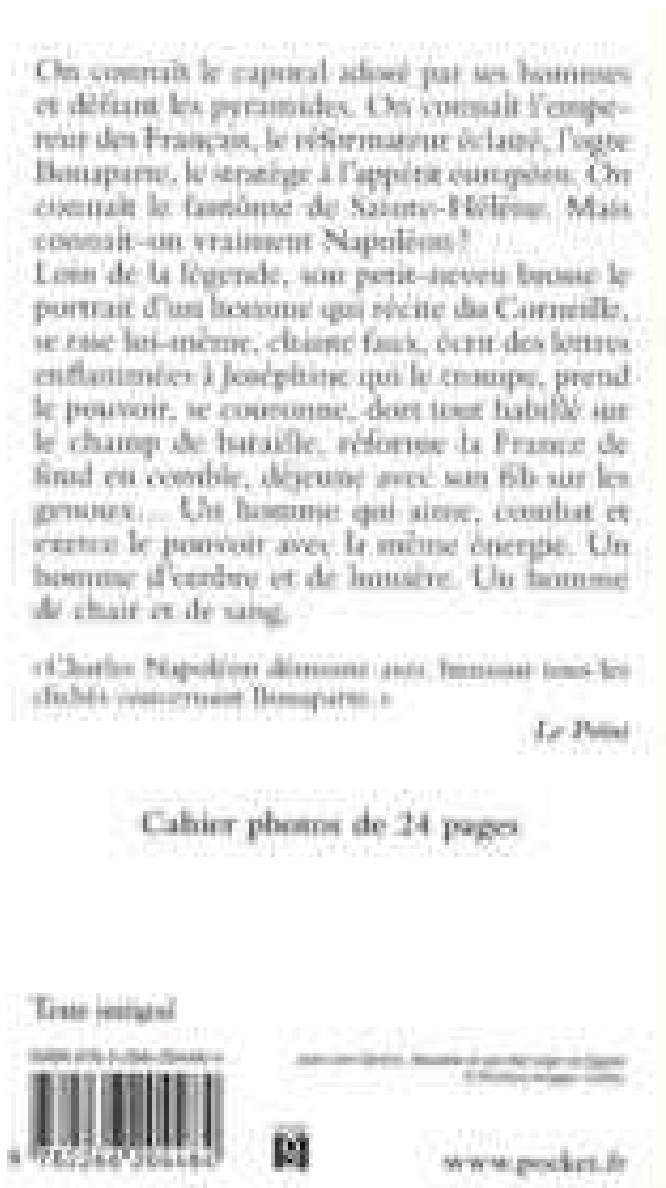 On connaît le caporal adoré par ses hommes
et défiant les pyramides. On connaît l'empe-
reur des Français, le réformateur éclairé, l'ogre
Bonaparte, le stratège à l'appétit européen. On
connaît le fantôme de Sainte-Hélène. Mais
connaît-on vraiment Napoléon?
Loin de la légende, son petit-neveu brosse le
portrait d'un homme qui récite du Corneille,
se rase lui-même, chante faux, écrit des lettres
enflammées à Joséphine qui le trompe, prend
le pouvoir, se couronne, dort tout habillé sur
le champ de bataille, réforme la France de
fond en comble, déjeune avec son fils sur les
genoux... Un homme qui aime, combat et
exerce le pouvoir avec la même énergie. Un
homme d'ombre et de lumière. Un homme
de chair et de sang.
«Charles Napoléon démonte avec humour tous les
clichés concernant Bonaparte.»
Le Point
Cahier photos de 24 pages
Texte intégral
www.pocket.fr